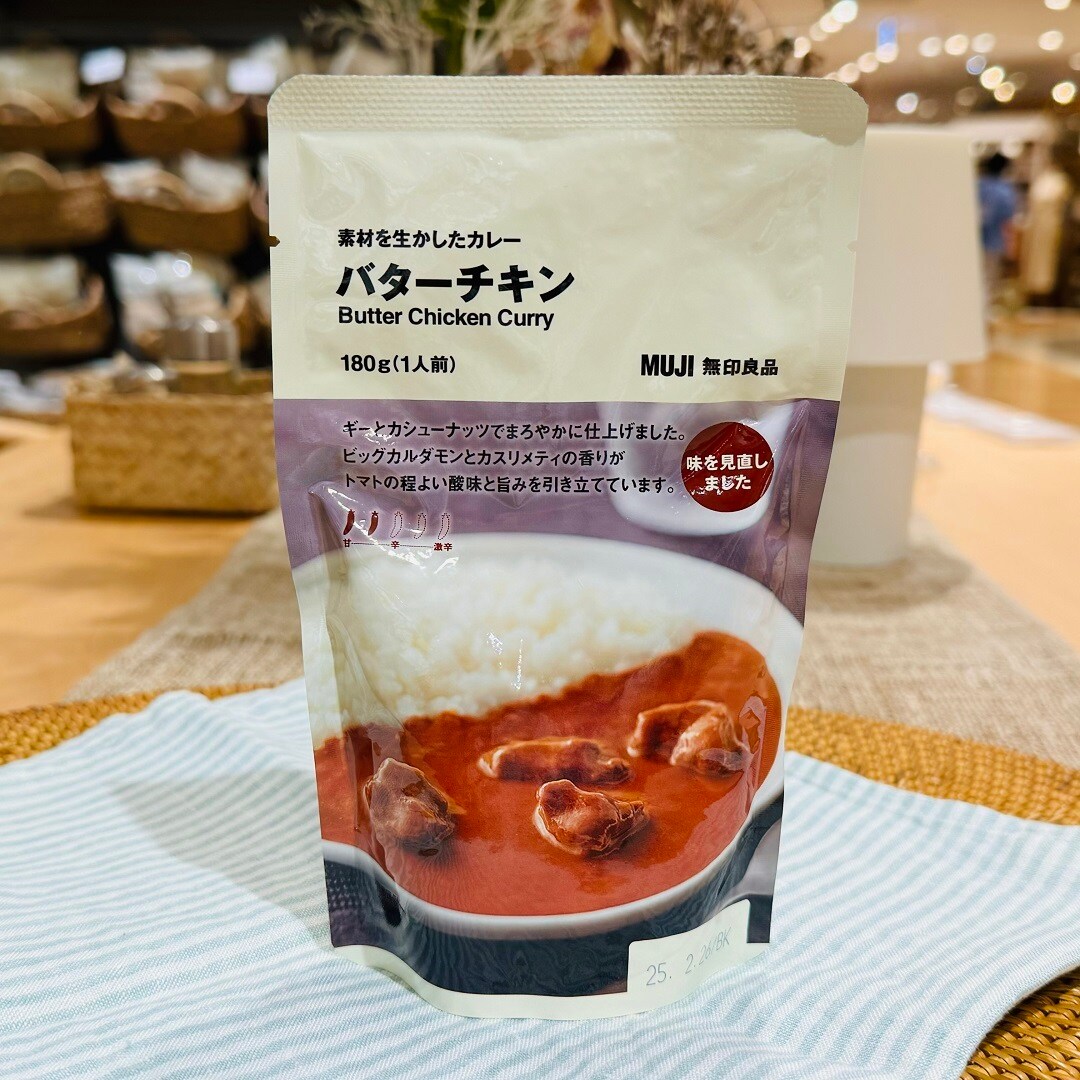 素材を生かしたカレー
バターチキン
Butter Chicken Curry
180g(1人前)
MUJI 無印良品
ギーとカシューナッツでまろやかに仕上げました。
ビッグカルダモンとカスリメティの香りが
トマトの程よい酸味と旨みを引き立てています。
味を見直し
ました
甘 辛 激辛
25. 2.26/BK